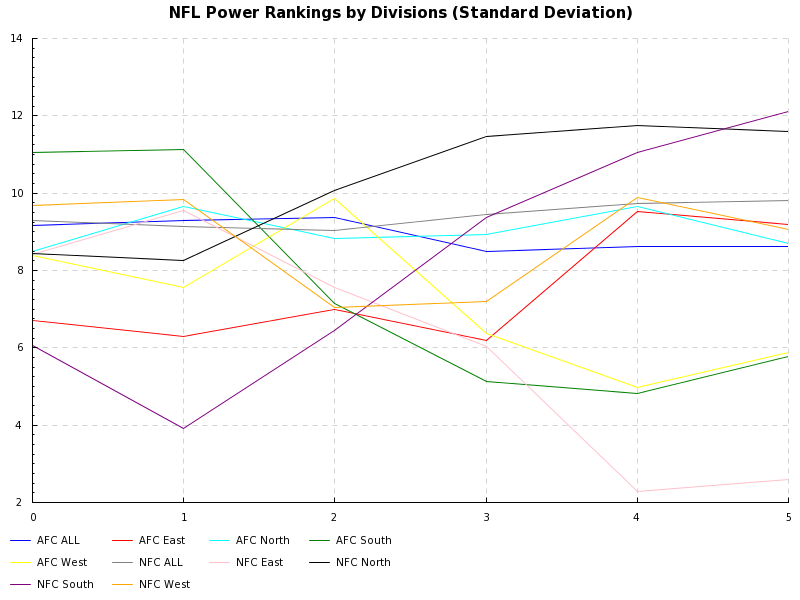 NFL Power Rankings by Divisions (Standard Deviation)
14
12
10
8
6
4
2
0 1 2 3 4 5
AFC ALL AFC East AFC North AFC South
AFC West NFC ALL NFC East NFC North
NFC South NFC West